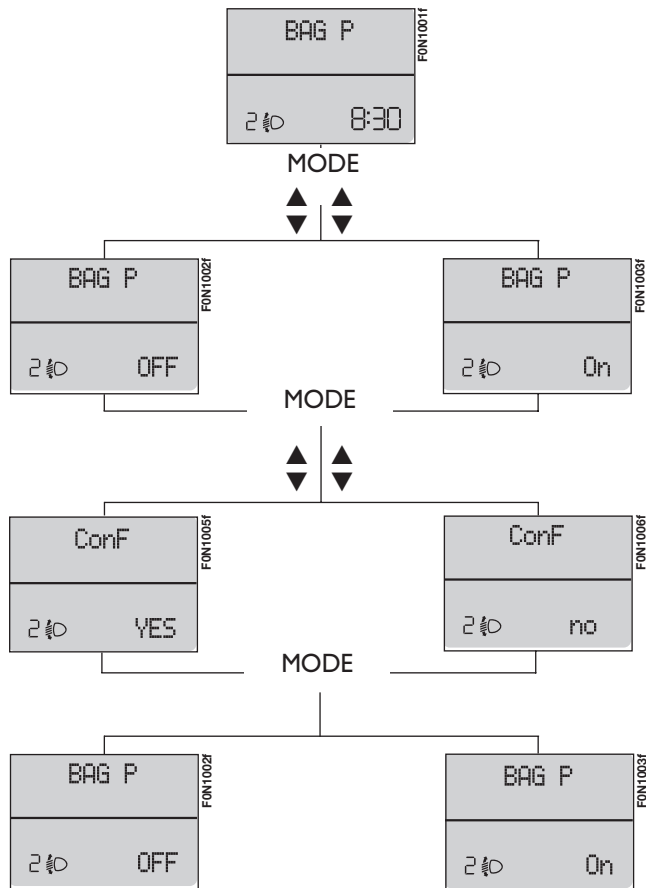 BAG P
F0N1001f
2 8:30
MODE
BAG P
F0N1002f
BAG P
F0N1003f
2 OFF
2 On
MODE
ConF
F0N1005f
ConF
F0N1006f
2 YES
2 no
MODE
BAG P
F0N1002f
BAG P
F0N1003f
2 OFF
2 On